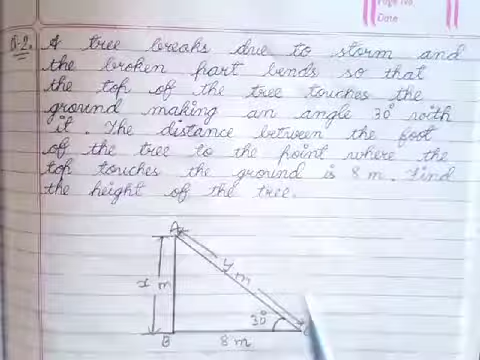 Page No.
Date
Q-2. A tree breaks due to storm and
the broken part bends so that
the top of the tree touches the
ground making an angle 30° with
it. The distance between the foot
of the tree to the point where the
top touches the ground is 8 m. Find
the height of the tree.
A
y m
x m
30°
B
8 m